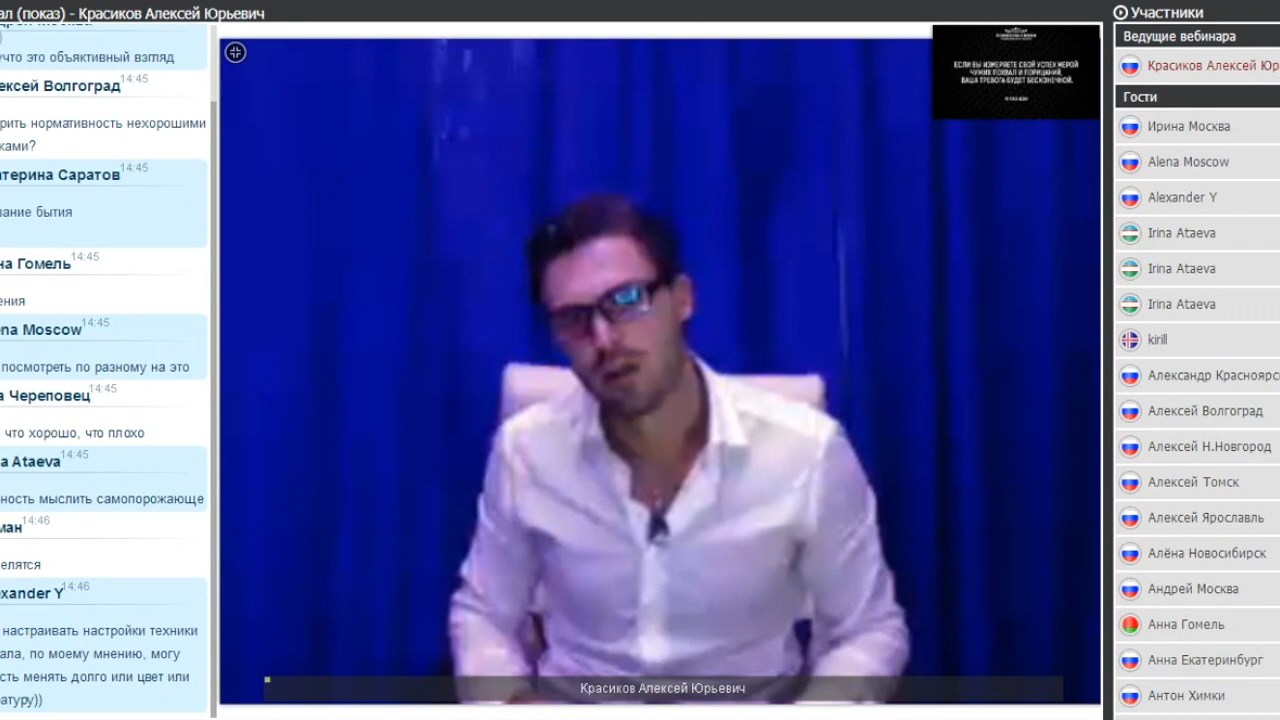 ал (показ) - Красиков Алексей Юрьевич
что это объективный взгляд
ексей Волгоград 14:45
рить нормативность нехорошими
ками?
терина Саратов 14:45
вание бытия
на Гомель 14:45
ения
na Moscow 14:45
посмотреть по разному на это
а Череповец 14:45
что хорошо, что плохо
a Ataeva 14:45
ность мыслить самопорожающе
ман 14:46
елятся
exander Y 14:46
настраивать настройки техники
ала, по моему мнению, могу
сть менять долго или цвет или
ратуру))
ЕСЛИ ВЫ ИЗМЕРЯЕТЕ СВОЙ УСПЕХ МЕРОЙ
ЧУЖИХ ПОХВАЛ И ПОРИЦАНИЙ,
ВАША ТРЕВОГА БУДЕТ БЕСКОНЕЧНОЙ.
Красиков Алексей Юрьевич
Участники
Ведущие вебинара
Красиков Алексей Юр
Гости
Ирина Москва
Alena Moscow
Alexander Y
Irina Ataeva
Irina Ataeva
Irina Ataeva
kirill
Александр Красноярс
Алексей Волгоград
Алексей Н.Новгород
Алексей Томск
Алексей Ярославль
Алёна Новосибирск
Андрей Москва
Анна Гомель
Анна Екатеринбург
Антон Химки